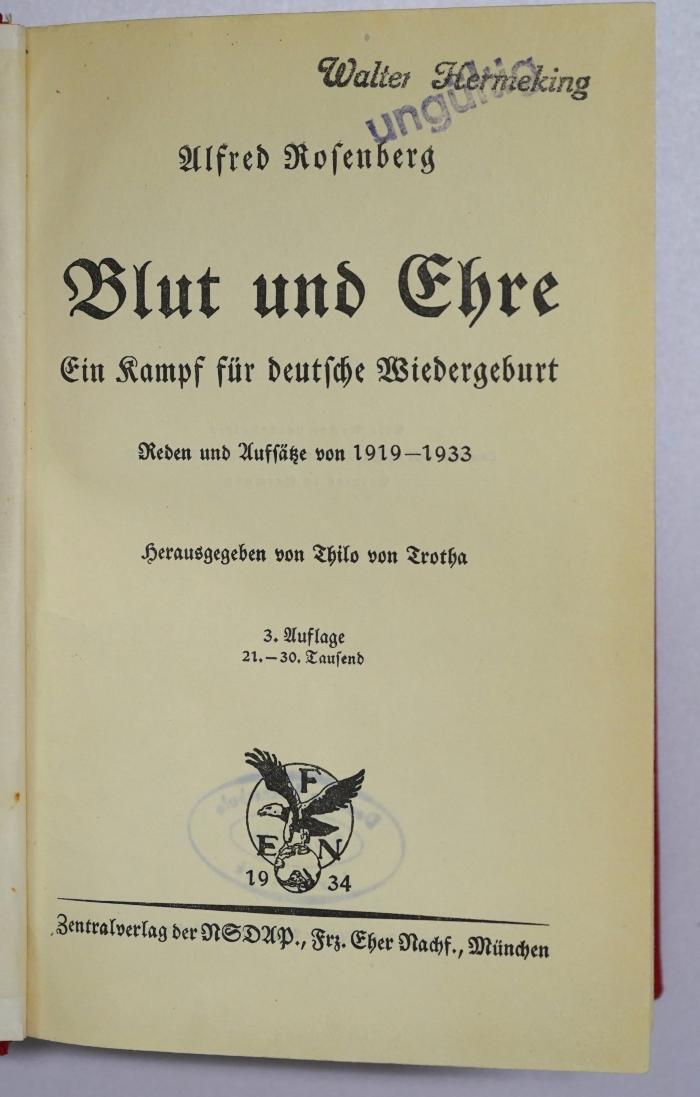 Walter Hermeking
ungültig
Alfred Roſenberg
Blut und Ehre
Ein Kampf für deutſche Wiedergeburt
Reden und Aufſätze von 1919—1933
Herausgegeben von Thilo von Trotha
3. Auflage
21.—30. Tauſend
F
E N
19 34
Zentralverlag der NSDAP., Frz. Eher Nachf., München